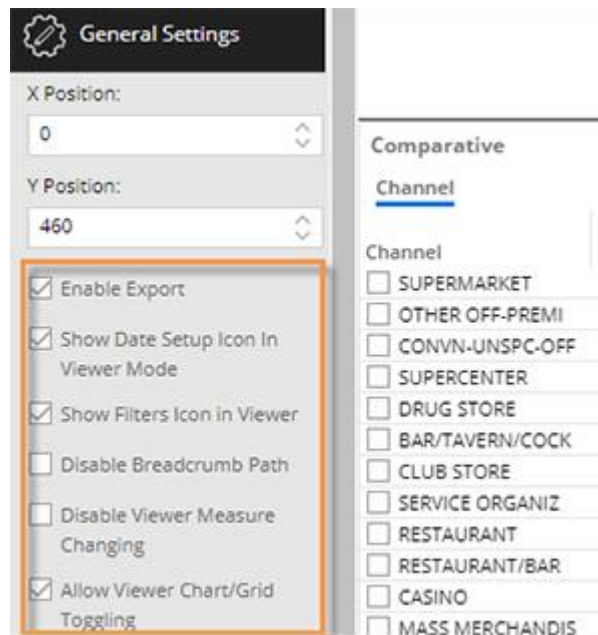 General Settings
X Position:
0
Y Position:
460
Enable Export
Show Date Setup Icon In
Viewer Mode
Show Filters Icon in Viewer
Disable Breadcrumb Path
Disable Viewer Measure
Changing
Allow Viewer Chart/Grid
Toggling
Comparative
Channel
Channel
SUPERMARKET
OTHER OFF-PREMI
CONVN-UNSPC-OFF
SUPERCENTER
DRUG STORE
BAR/TAVERN/COCK
CLUB STORE
SERVICE ORGANIZ
RESTAURANT
RESTAURANT/BAR
CASINO
MASS MERCHANDIS